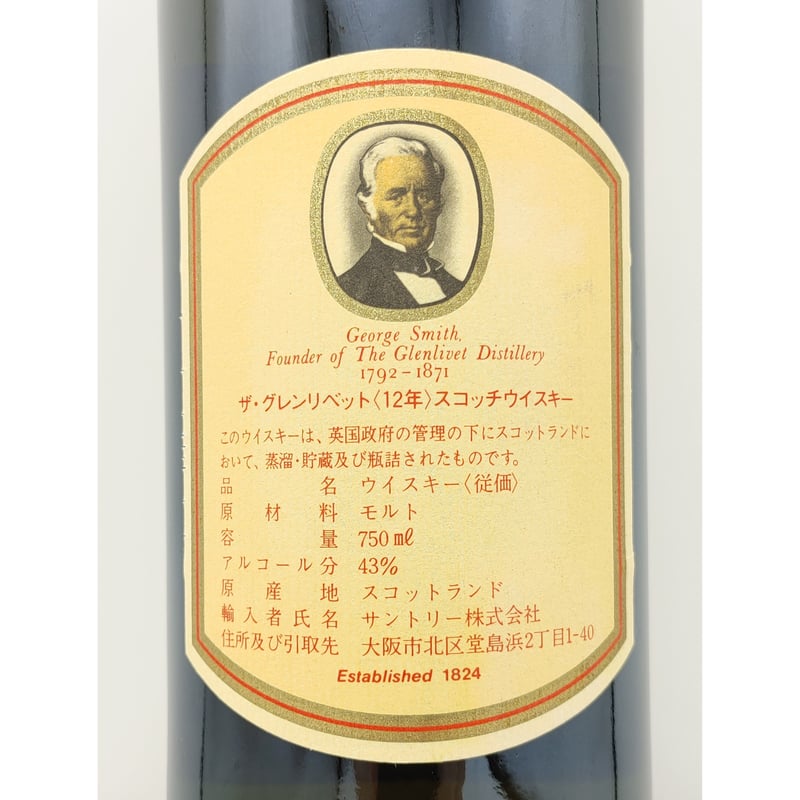 George Smith,
Founder of The Glenlivet Distillery
1792-1871
ザ・グレンリベット〈12年〉スコッチウイスキー
このウイスキーは、英国政府の管理の下にスコットランドに
おいて、蒸溜・貯蔵及び瓶詰されたものです。
品名 ウイスキー〈従価〉
原材料 モルト
容量 750㎖
アルコール分 43%
原産地 スコットランド
輸入者氏名 サントリー株式会社
住所及び引取先 大阪市北区堂島浜2丁目1-40
Established 1824